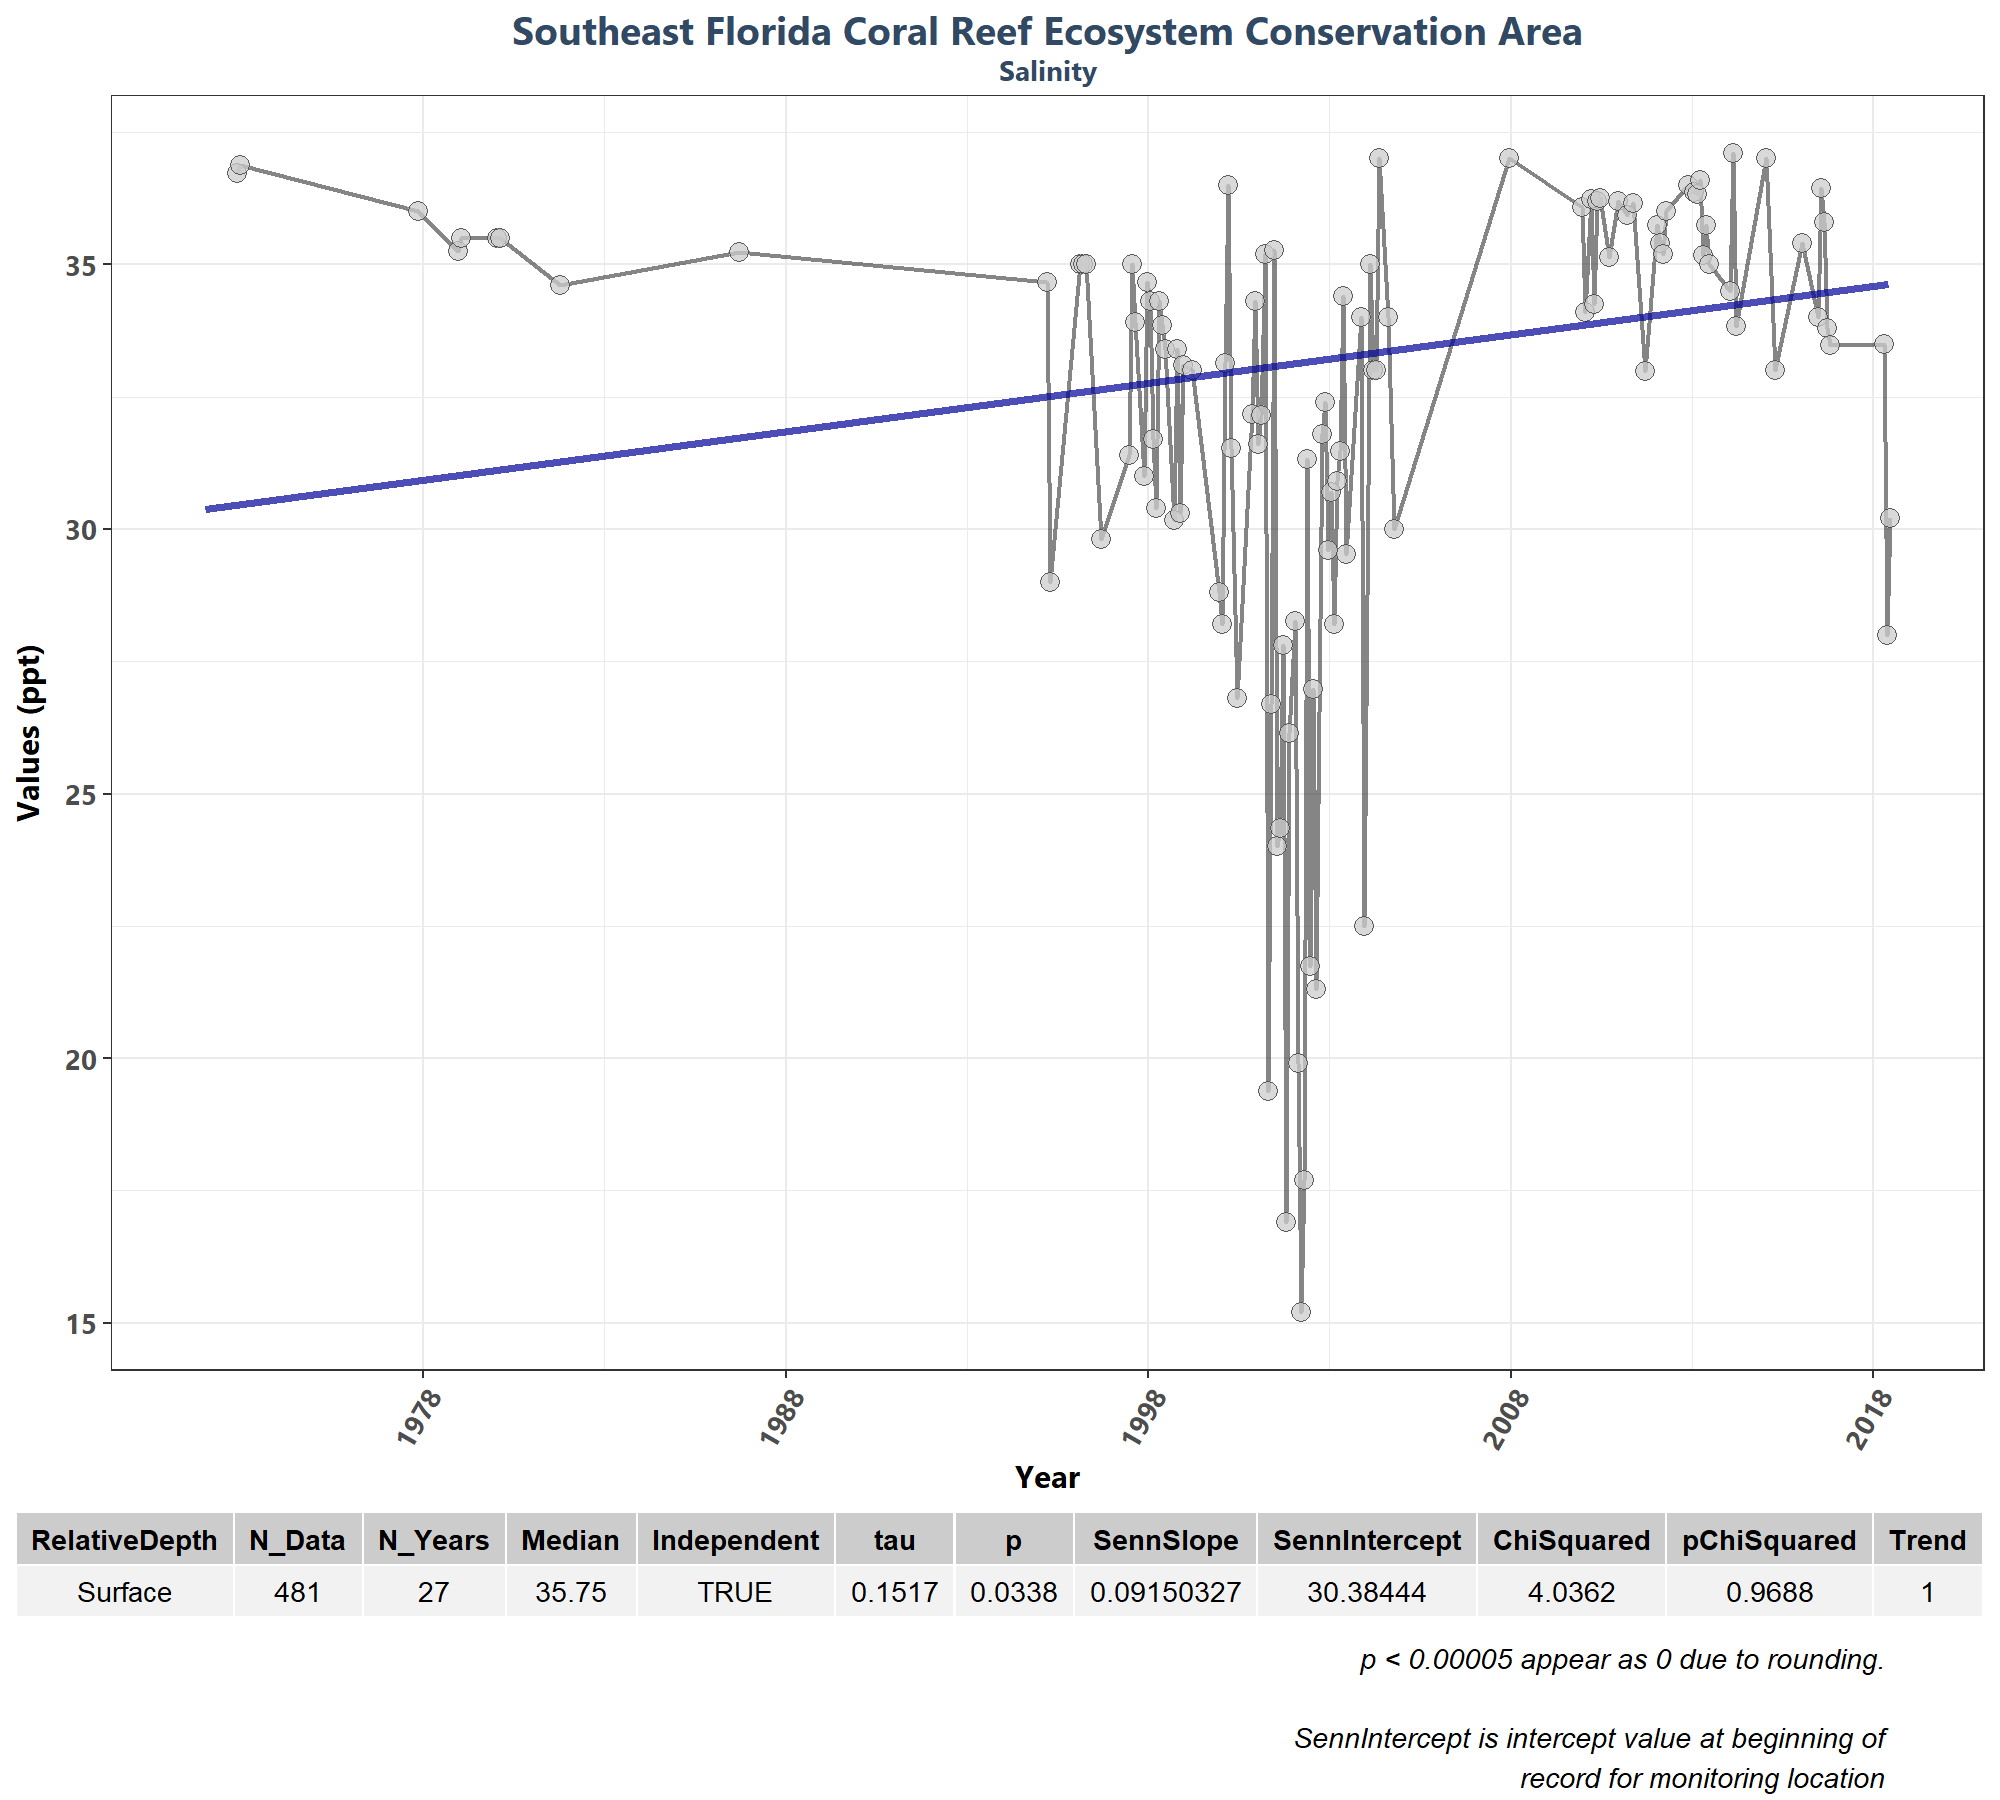 Southeast Florida Coral Reef Ecosystem Conservation Area
Salinity
Values (ppt)
35
30
25
20
15
1978
1988
1998
2008
2018
Year
RelativeDepth N_Data N_Years Median Independent tau p SennSlope SennIntercept ChiSquared pChiSquared Trend
Surface 481 27 35.75 TRUE 0.1517 0.0338 0.09150327 30.38444 4.0362 0.9688 1
p < 0.00005 appear as 0 due to rounding.
SennIntercept is intercept value at beginning of
record for monitoring location